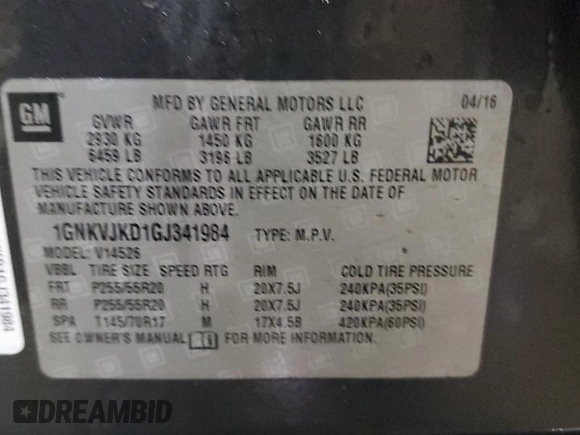 GM
MFD BY GENERAL MOTORS LLC 04/16
GVWR GAWR FRT GAWR RR
2930 KG 1450 KG 1600 KG
6459 LB 3196 LB 3527 LB
THIS VEHICLE CONFORMS TO ALL APPLICABLE U.S. FEDERAL MOTOR
VEHICLE SAFETY STANDARDS IN EFFECT ON THE DATE OF
MANUFACTURE SHOWN ABOVE.
1GNKVJKD1GJ341984 TYPE: M.P.V.
MODEL: V14526
VBBL TIRE SIZE SPEED RTG RIM COLD TIRE PRESSURE
FRT P255/55R20 H 20X7.5J 240KPA(35PSI)
RR P255/55R20 H 20X7.5J 240KPA(35PSI)
SPA T145/70R17 M 17X4.5B 420KPA(60PSI)
SEE OWNER'S MANUAL FOR MORE INFORMATION.
DREAMBID